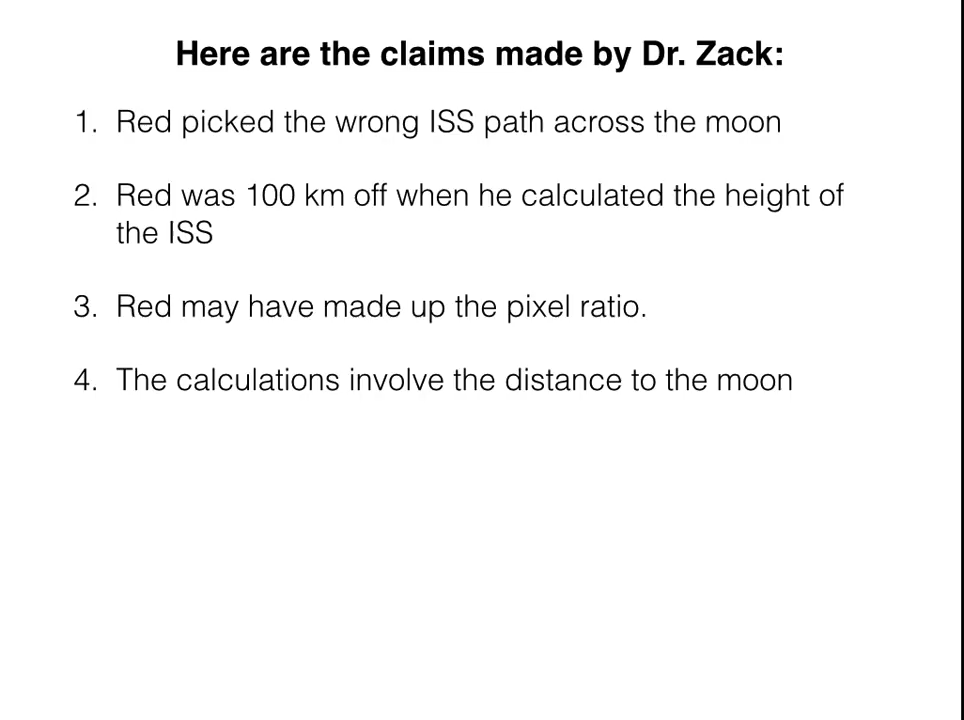 Here are the claims made by Dr. Zack:
1. Red picked the wrong ISS path across the moon
2. Red was 100 km off when he calculated the height of
the ISS
3. Red may have made up the pixel ratio.
4. The calculations involve the distance to the moon